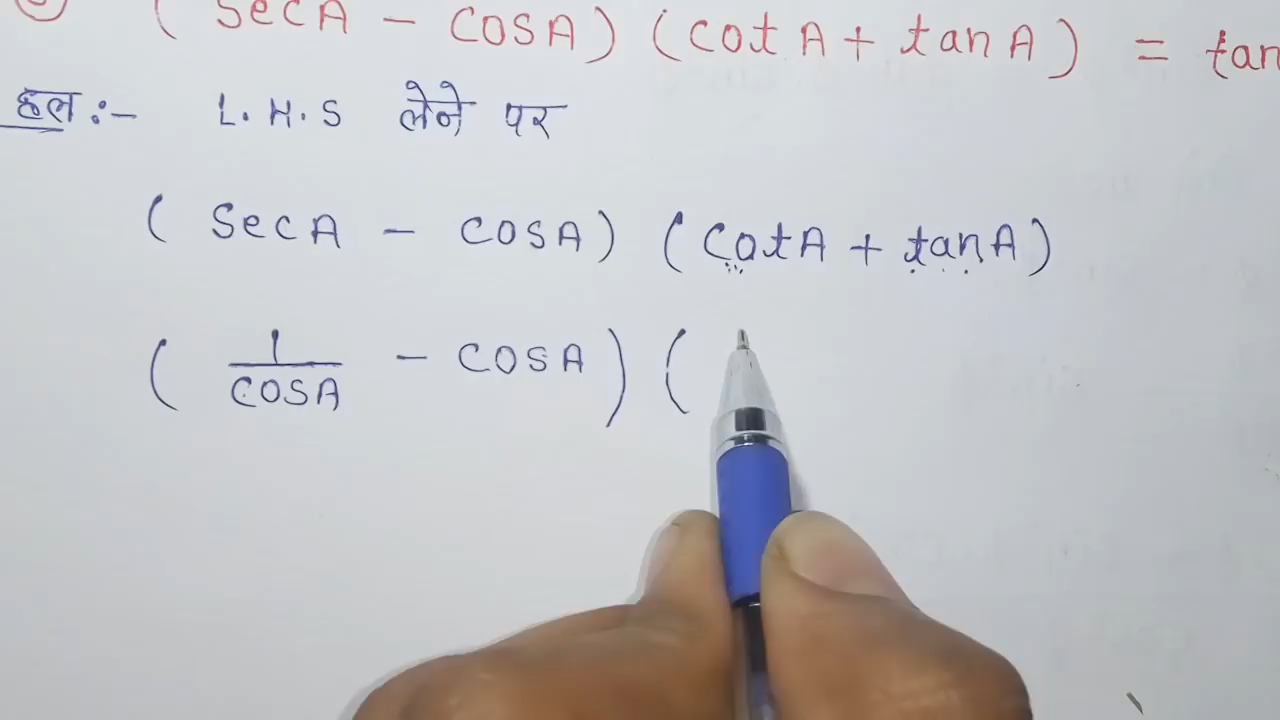 ( SecA - COSA) (cotA + tanA) = tan
हल :- L.H.S लेने पर
( SecA - COSA) (CotA + tanA)
( 1/COSA - COSA ) (